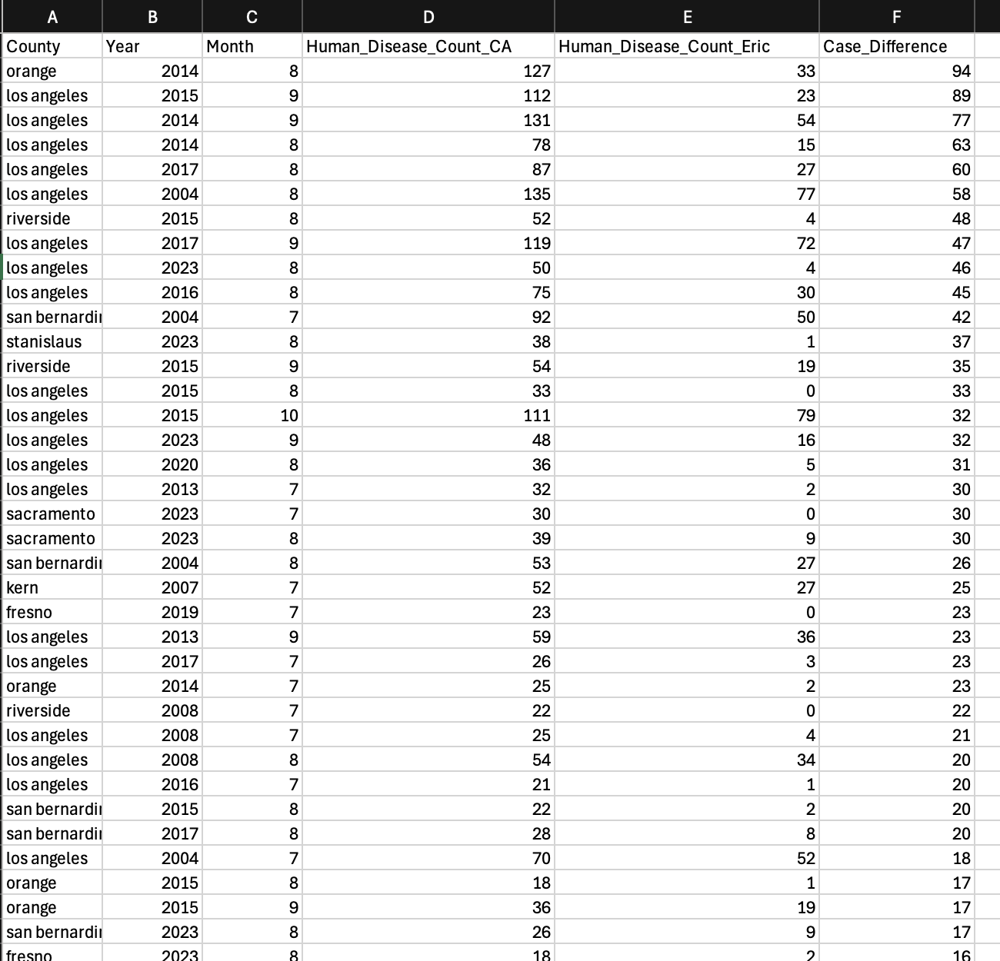 A B C D E F
County Year Month Human_Disease_Count_CA Human_Disease_Count_Eric Case_Difference
orange 2014 8 127 33 94
los angeles 2015 9 112 23 89
los angeles 2014 9 131 54 77
los angeles 2014 8 78 15 63
los angeles 2017 8 87 27 60
los angeles 2004 8 135 77 58
riverside 2015 8 52 4 48
los angeles 2017 9 119 72 47
los angeles 2023 8 50 4 46
los angeles 2016 8 75 30 45
san bernardin 2004 7 92 50 42
stanislaus 2023 8 38 1 37
riverside 2015 9 54 19 35
los angeles 2015 8 33 0 33
los angeles 2015 10 111 79 32
los angeles 2023 9 48 16 32
los angeles 2020 8 36 5 31
los angeles 2013 7 32 2 30
sacramento 2023 7 30 0 30
sacramento 2023 8 39 9 30
san bernardin 2004 8 53 27 26
kern 2007 7 52 27 25
fresno 2019 7 23 0 23
los angeles 2013 9 59 36 23
los angeles 2017 7 26 3 23
orange 2014 7 25 2 23
riverside 2008 7 22 0 22
los angeles 2008 7 25 4 21
los angeles 2008 8 54 34 20
los angeles 2016 7 21 1 20
san bernardin 2015 8 22 2 20
san bernardin 2017 8 28 8 20
los angeles 2004 7 70 52 18
orange 2015 8 18 1 17
orange 2015 9 36 19 17
san bernardin 2023 8 26 9 17
fresno 2023 8 18 2 16